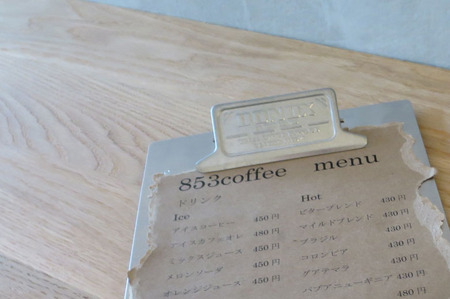 853coffee menu
ドリンク
Ice
アイスコーヒー 450円
アイスカフェオレ 480円
ミックスジュース 450円
メロンソーダ 450円
オレンジジュース 450円
Hot
ビターブレンド 430円
マイルドブレンド 430円
ブラジル 430円
コロンビア 430円
グアテマラ 430円
パプアニューギニア 430円
480円